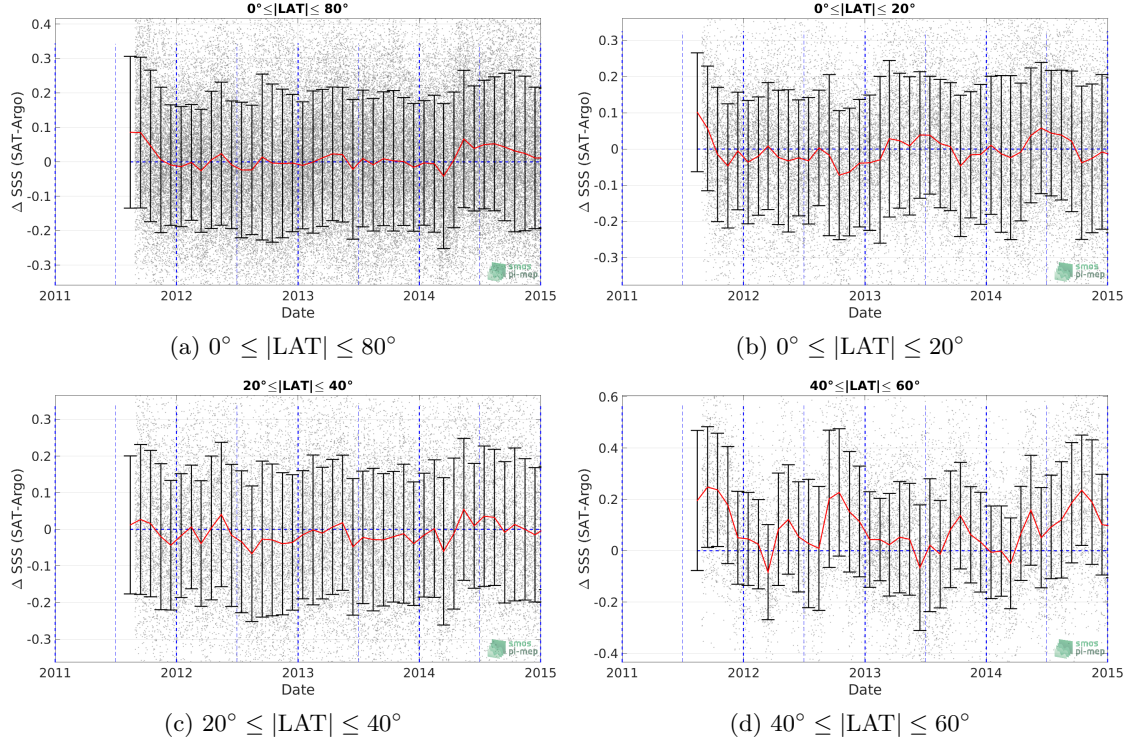 0°≤|LAT|≤ 80°
0.4
0.3
0.2
0.1
0
-0.1
-0.2
-0.3
Δ SSS (SAT-Argo)
2011
2012
2013
2014
2015
Date
smos
pi-mep
(a) 0° ≤ |LAT| ≤ 80°
0°≤|LAT|≤ 20°
0.3
0.2
0.1
0
-0.1
-0.2
-0.3
Δ SSS (SAT-Argo)
2011
2012
2013
2014
2015
Date
smos
pi-mep
(b) 0° ≤ |LAT| ≤ 20°
20°≤|LAT|≤ 40°
0.3
0.2
0.1
0
-0.1
-0.2
-0.3
Δ SSS (SAT-Argo)
2011
2012
2013
2014
2015
Date
smos
pi-mep
(c) 20° ≤ |LAT| ≤ 40°
40°≤|LAT|≤ 60°
0.6
0.4
0.2
0
-0.2
-0.4
Δ SSS (SAT-Argo)
2011
2012
2013
2014
2015
Date
smos
pi-mep
(d) 40° ≤ |LAT| ≤ 60°